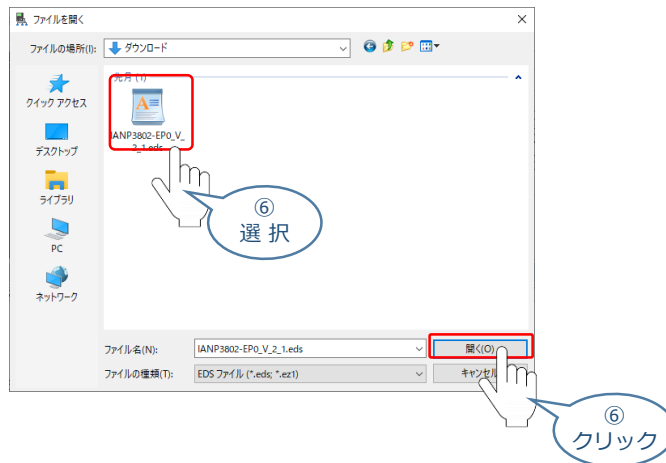 ファイルを開く
ファイルの場所(I):
ダウンロード
クイック アクセス
デスクトップ
ライブラリ
PC
ネットワーク
先月 (1)
IANP3802-EP0_V_
2_1.eds
⑥
選 択
ファイル名(N):
IANP3802-EP0_V_2_1.eds
開く(O)
ファイルの種類(T):
EDS ファイル (*.eds; *.ez1)
キャンセル
⑥
クリック